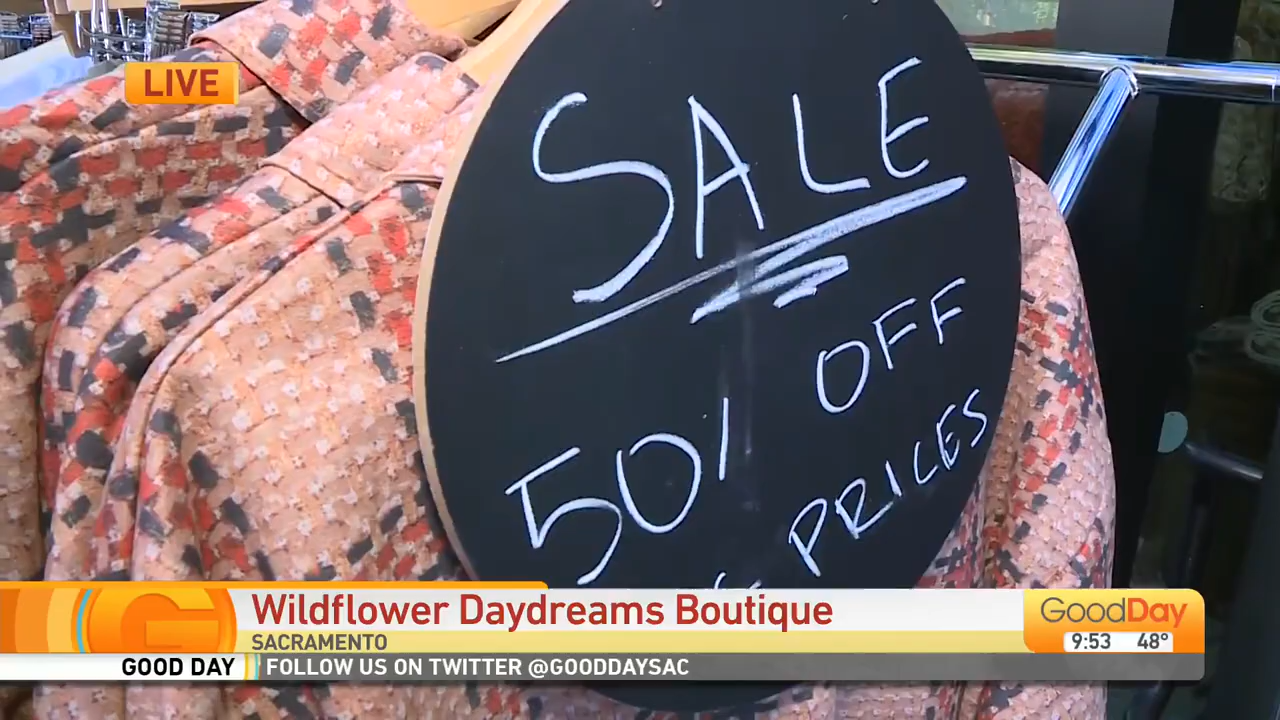 LIVE
SALE
50% OFF
PRICES
G
Wildflower Daydreams Boutique
SACRAMENTO
GOOD DAY
FOLLOW US ON TWITTER @GOODDAYSAC
GoodDay
9:53 48°